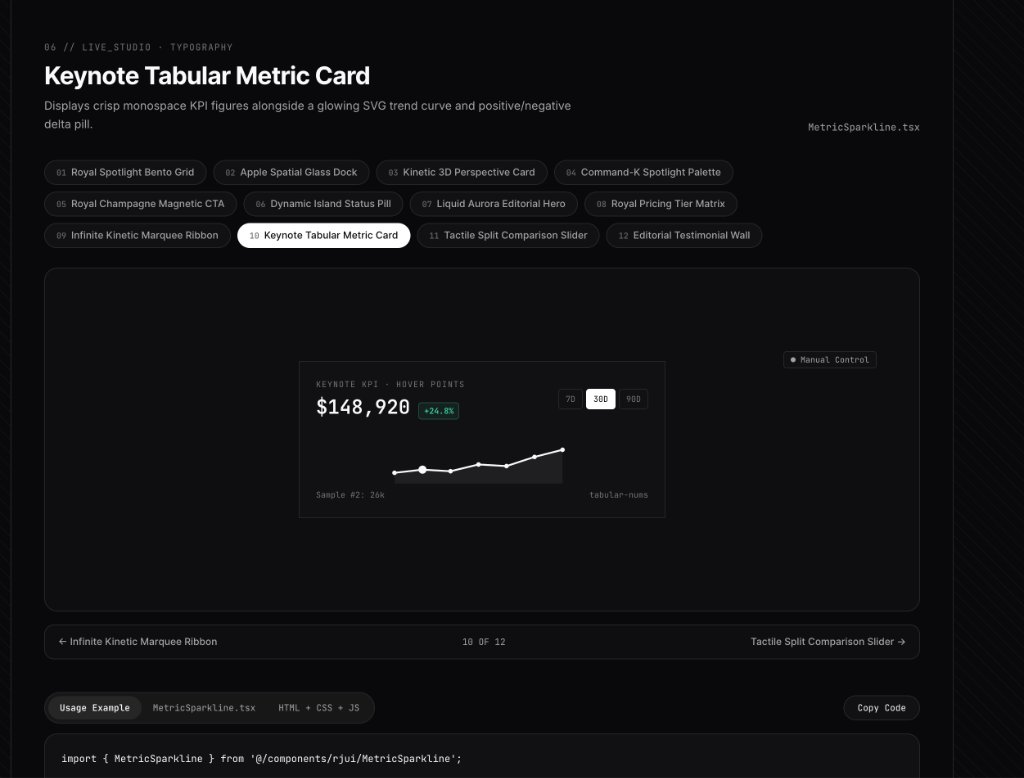 06 // LIVE_STUDIO · TYPOGRAPHY
Keynote Tabular Metric Card
Displays crisp monospace KPI figures alongside a glowing SVG trend curve and positive/negative
delta pill.
MetricSparkline.tsx
01 Royal Spotlight Bento Grid
02 Apple Spatial Glass Dock
03 Kinetic 3D Perspective Card
04 Command-K Spotlight Palette
05 Royal Champagne Magnetic CTA
06 Dynamic Island Status Pill
07 Liquid Aurora Editorial Hero
08 Royal Pricing Tier Matrix
09 Infinite Kinetic Marquee Ribbon
10 Keynote Tabular Metric Card
11 Tactile Split Comparison Slider
12 Editorial Testimonial Wall
● Manual Control
KEYNOTE KPI · HOVER POINTS
$148,920 +24.8%
7D 30D 90D
Sample #2: 26k
tabular-nums
← Infinite Kinetic Marquee Ribbon
10 OF 12
Tactile Split Comparison Slider →
Usage Example
MetricSparkline.tsx
HTML + CSS + JS
Copy Code
import { MetricSparkline } from '@/components/rjui/MetricSparkline';